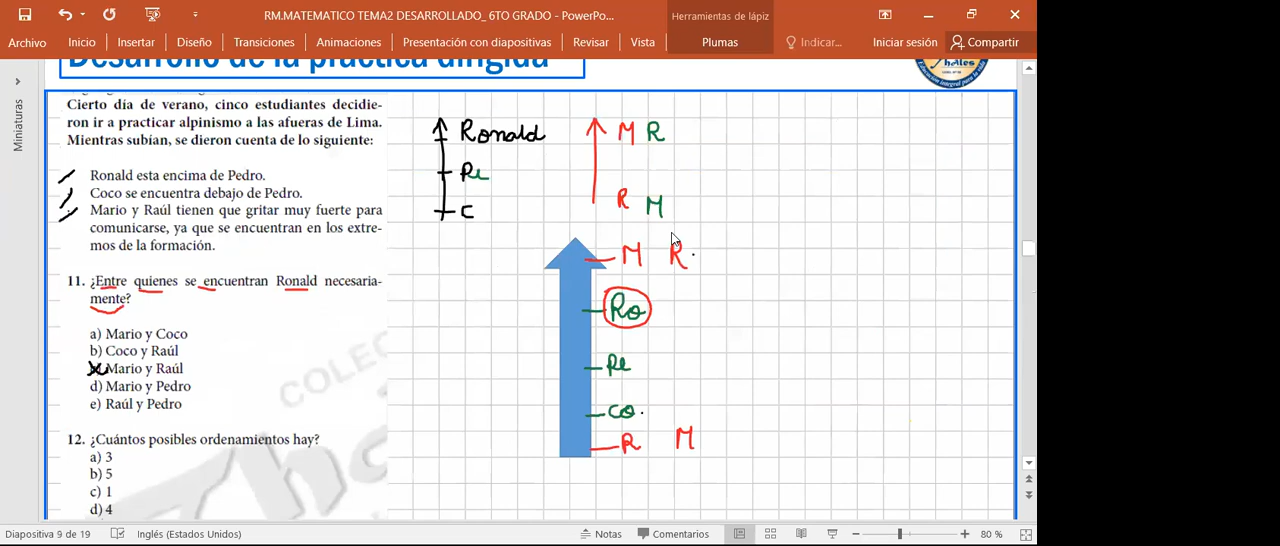 RM.MATEMATICO TEMA2 DESARROLLADO_ 6TO GRADO - PowerPo...
Herramientas de lápiz
Archivo Inicio Insertar Diseño Transiciones Animaciones Presentación con diapositivas Revisar Vista Plumas Indicar... Iniciar sesión Compartir
Miniaturas
Desarrollo de la práctica dirigida
Cierto día de verano, cinco estudiantes decidie-
ron ir a practicar alpinismo a las afueras de Lima.
Mientras subían, se dieron cuenta de lo siguiente:
Ronald esta encima de Pedro.
Coco se encuentra debajo de Pedro.
Mario y Raúl tienen que gritar muy fuerte para
comunicarse, ya que se encuentran en los extre-
mos de la formación.
11. ¿Entre quienes se encuentran Ronald necesaria-
mente?
a) Mario y Coco
b) Coco y Raúl
Mario y Raúl
d) Mario y Pedro
e) Raúl y Pedro
12. ¿Cuántos posibles ordenamientos hay?
a) 3
b) 5
c) 1
d) 4
Ronald
Pe
C
M R
R M
M R
Ro
Pe
CO
R M
COLEG
Diapositiva 9 de 19 Inglés (Estados Unidos) Notas Comentarios 80 %